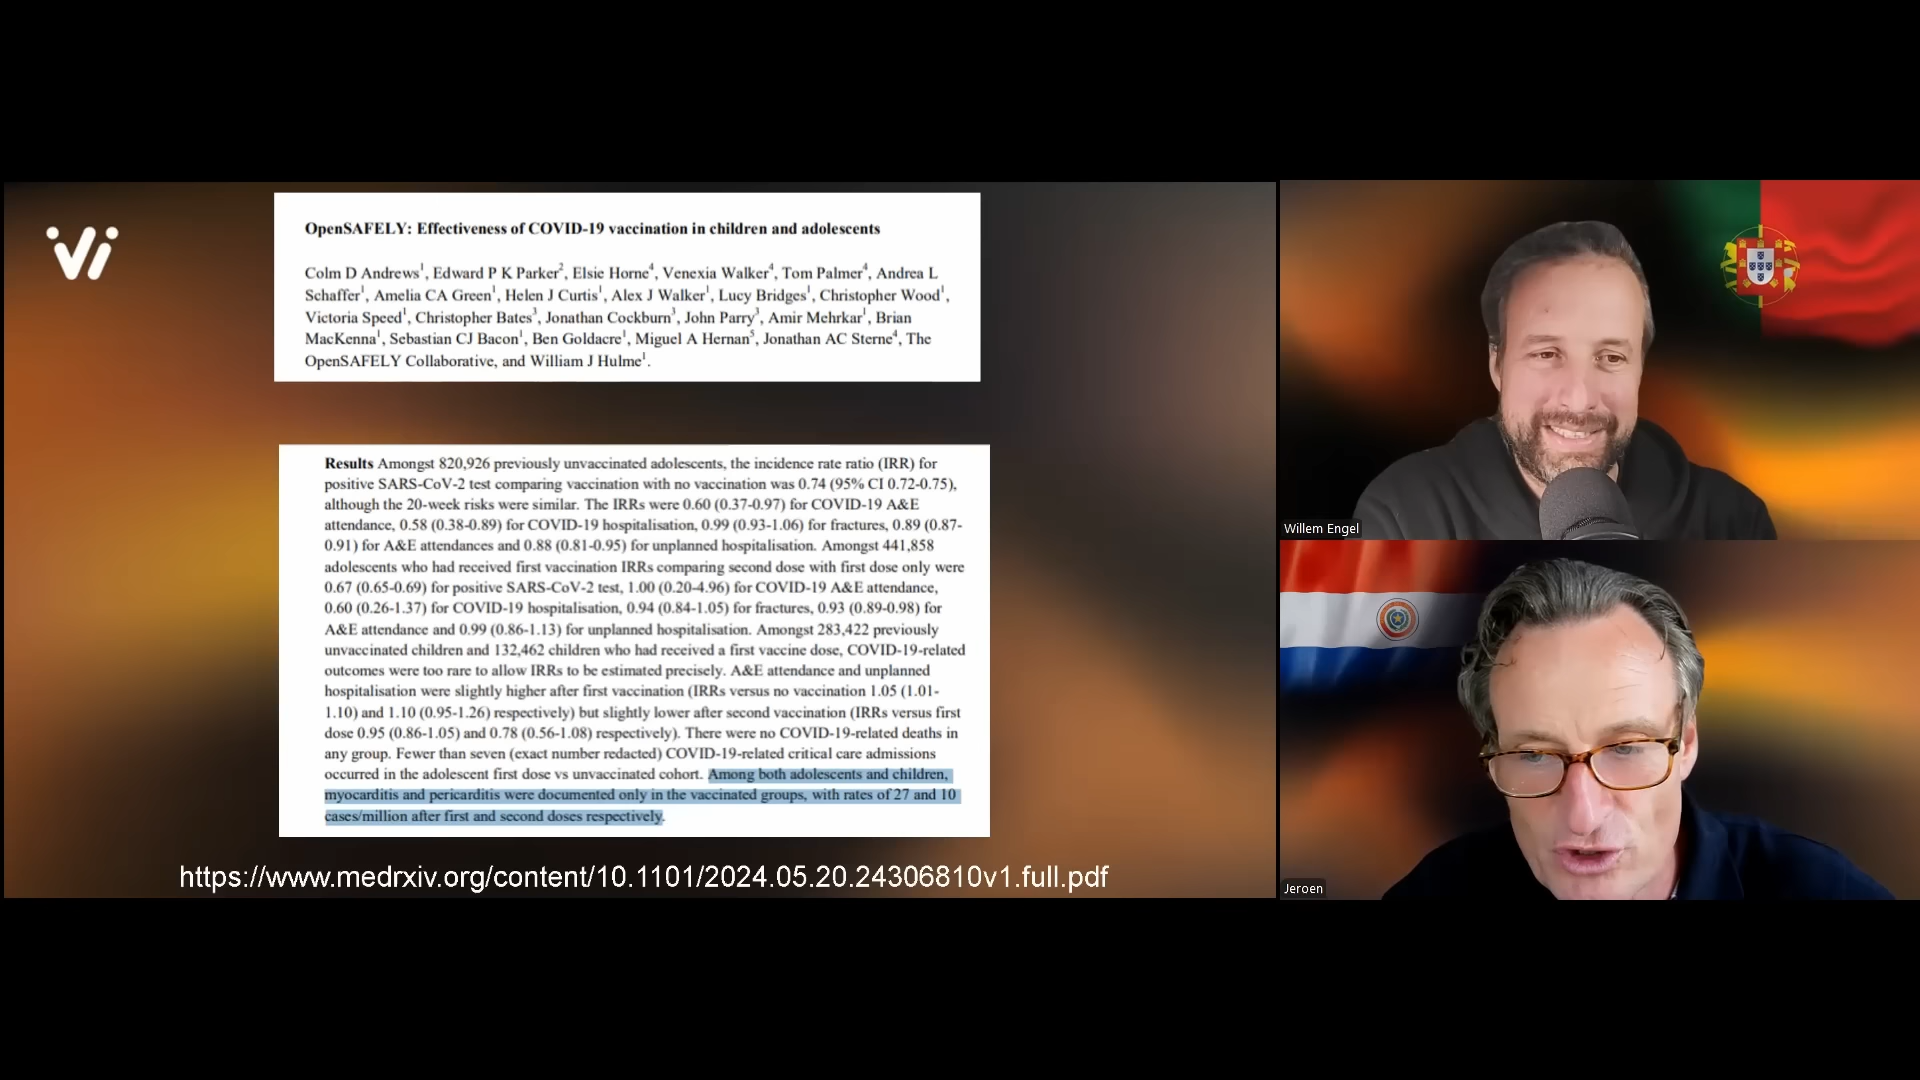 OpenSAFELY: Effectiveness of COVID-19 vaccination in children and adolescents
Colm D Andrews1, Edward P K Parker2, Elsie Horne4, Venexia Walker4, Tom Palmer4, Andrea L
Schaffer1, Amelia CA Green1, Helen J Curtis1, Alex J Walker1, Lucy Bridges1, Christopher Wood1,
Victoria Speed1, Christopher Bates3, Jonathan Cockburn3, John Parry3, Amir Mehrkar1, Brian
MacKenna1, Sebastian CJ Bacon1, Ben Goldacre1, Miguel A Hernan5, Jonathan AC Sterne4, The
OpenSAFELY Collaborative, and William J Hulme1.
Results Amongst 820,926 previously unvaccinated adolescents, the incidence rate ratio (IRR) for
positive SARS-CoV-2 test comparing vaccination with no vaccination was 0.74 (95% CI 0.72-0.75),
although the 20-week risks were similar. The IRRs were 0.60 (0.37-0.97) for COVID-19 A&E
attendance, 0.58 (0.38-0.89) for COVID-19 hospitalisation, 0.99 (0.93-1.06) for fractures, 0.89 (0.87-
0.91) for A&E attendances and 0.88 (0.81-0.95) for unplanned hospitalisation. Amongst 441,858
adolescents who had received first vaccination IRRs comparing second dose with first dose only were
0.67 (0.65-0.69) for positive SARS-CoV-2 test, 1.00 (0.20-4.96) for COVID-19 A&E attendance,
0.60 (0.26-1.37) for COVID-19 hospitalisation, 0.94 (0.84-1.05) for fractures, 0.93 (0.89-0.98) for
A&E attendance and 0.99 (0.86-1.13) for unplanned hospitalisation. Amongst 283,422 previously
unvaccinated children and 132,462 children who had received a first vaccine dose, COVID-19-related
outcomes were too rare to allow IRRs to be estimated precisely. A&E attendance and unplanned
hospitalisation were slightly higher after first vaccination (IRRs versus no vaccination 1.05 (1.01-
1.10) and 1.10 (0.95-1.26) respectively) but slightly lower after second vaccination (IRRs versus first
dose 0.95 (0.86-1.05) and 0.78 (0.56-1.08) respectively). There were no COVID-19-related deaths in
any group. Fewer than seven (exact number redacted) COVID-19-related critical care admissions
occurred in the adolescent first dose vs unvaccinated cohort. Among both adolescents and children,
myocarditis and pericarditis were documented only in the vaccinated groups, with rates of 27 and 10
cases/million after first and second doses respectively.
https://www.medrxiv.org/content/10.1101/2024.05.20.24306810v1.full.pdf
Willem Engel
Jeroen